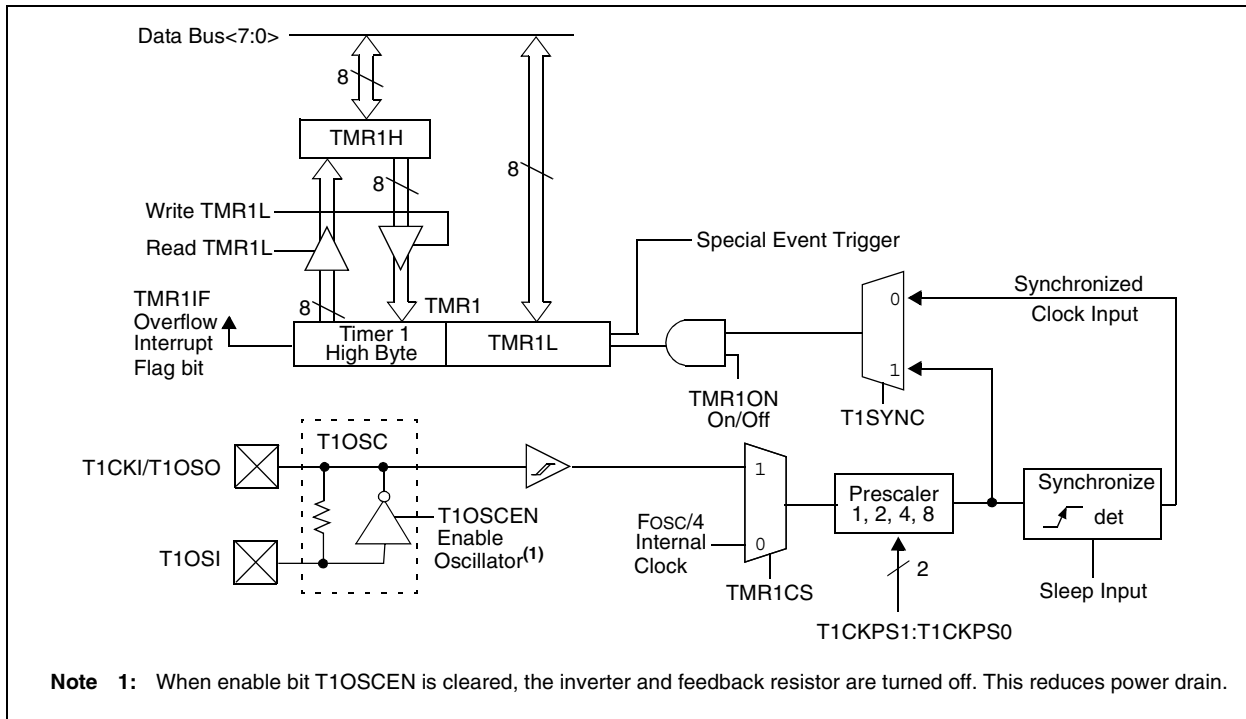 Data Bus<7:0>
8
TMR1H
8
8
Write TMR1L
Read TMR1L
Special Event Trigger
TMR1IF
Overflow
Interrupt
Flag bit
8
TMR1
Timer 1
High Byte
TMR1L
0
Synchronized
Clock Input
1
TMR1ON
On/Off
T1SYNC
T1OSC
T1CKI/T1OSO
T1OSI
T1OSCEN
Enable
Oscillator(1)
1
FOSC/4
Internal
Clock
0
TMR1CS
Prescaler
1, 2, 4, 8
2
T1CKPS1:T1CKPS0
Synchronize
det
Sleep Input
Note 1: When enable bit T1OSCEN is cleared, the inverter and feedback resistor are turned off. This reduces power drain.